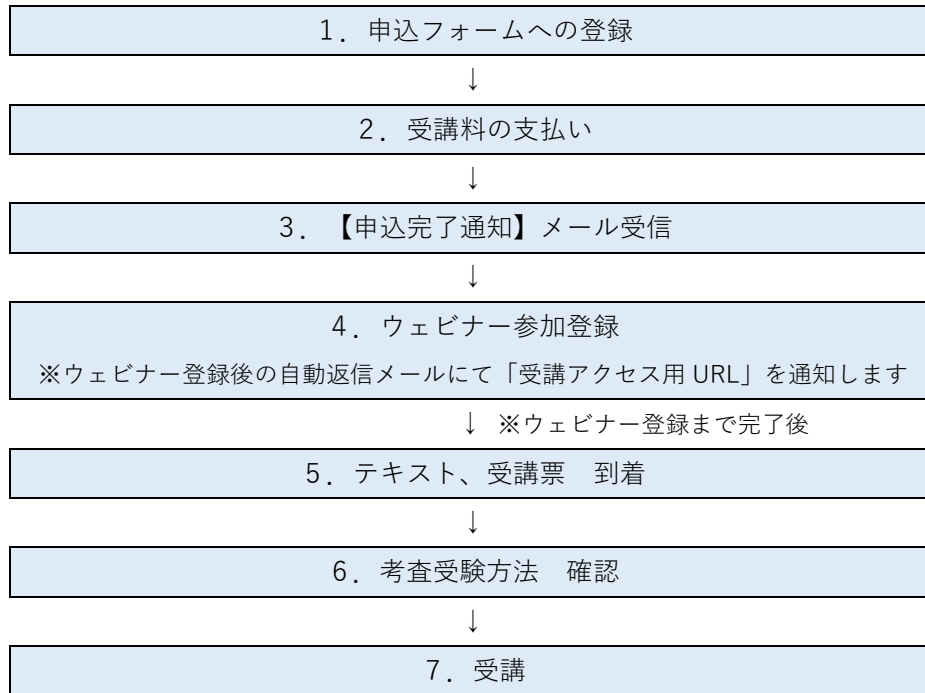 1．申込フォームへの登録
↓
2．受講料の支払い
↓
3．【申込完了通知】メール受信
↓
4．ウェビナー参加登録
※ウェビナー登録後の自動返信メールにて「受講アクセス用 URL」を通知します
↓ ※ウェビナー登録まで完了後
5．テキスト、受講票　到着
↓
6．考査受験方法　確認
↓
7．受講